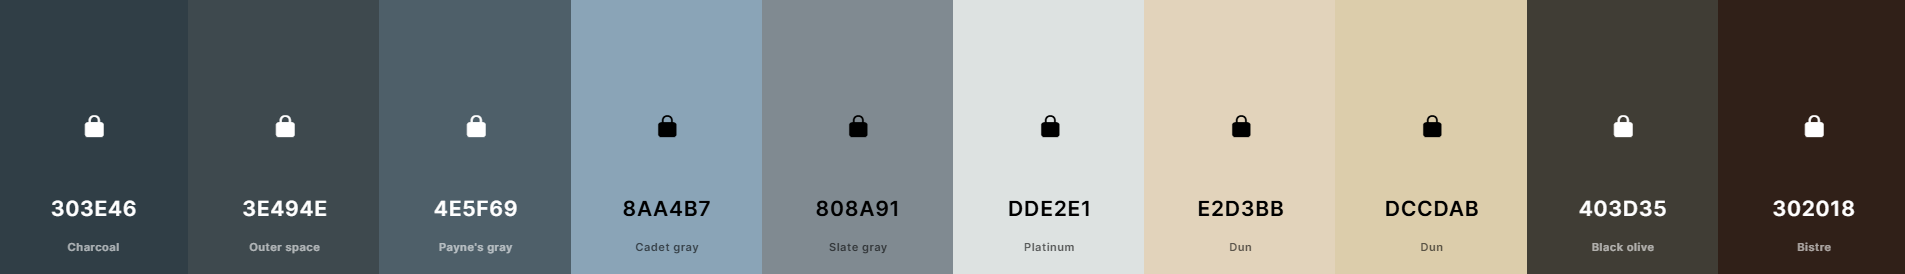 303E46 3E494E 4E5F69 8AA4B7 808A91 DDE2E1 E2D3BB DCCDAB 403D35 302018
Charcoal Outer space Payne's gray Cadet gray Slate gray Platinum Dun Dun Black olive Bistre